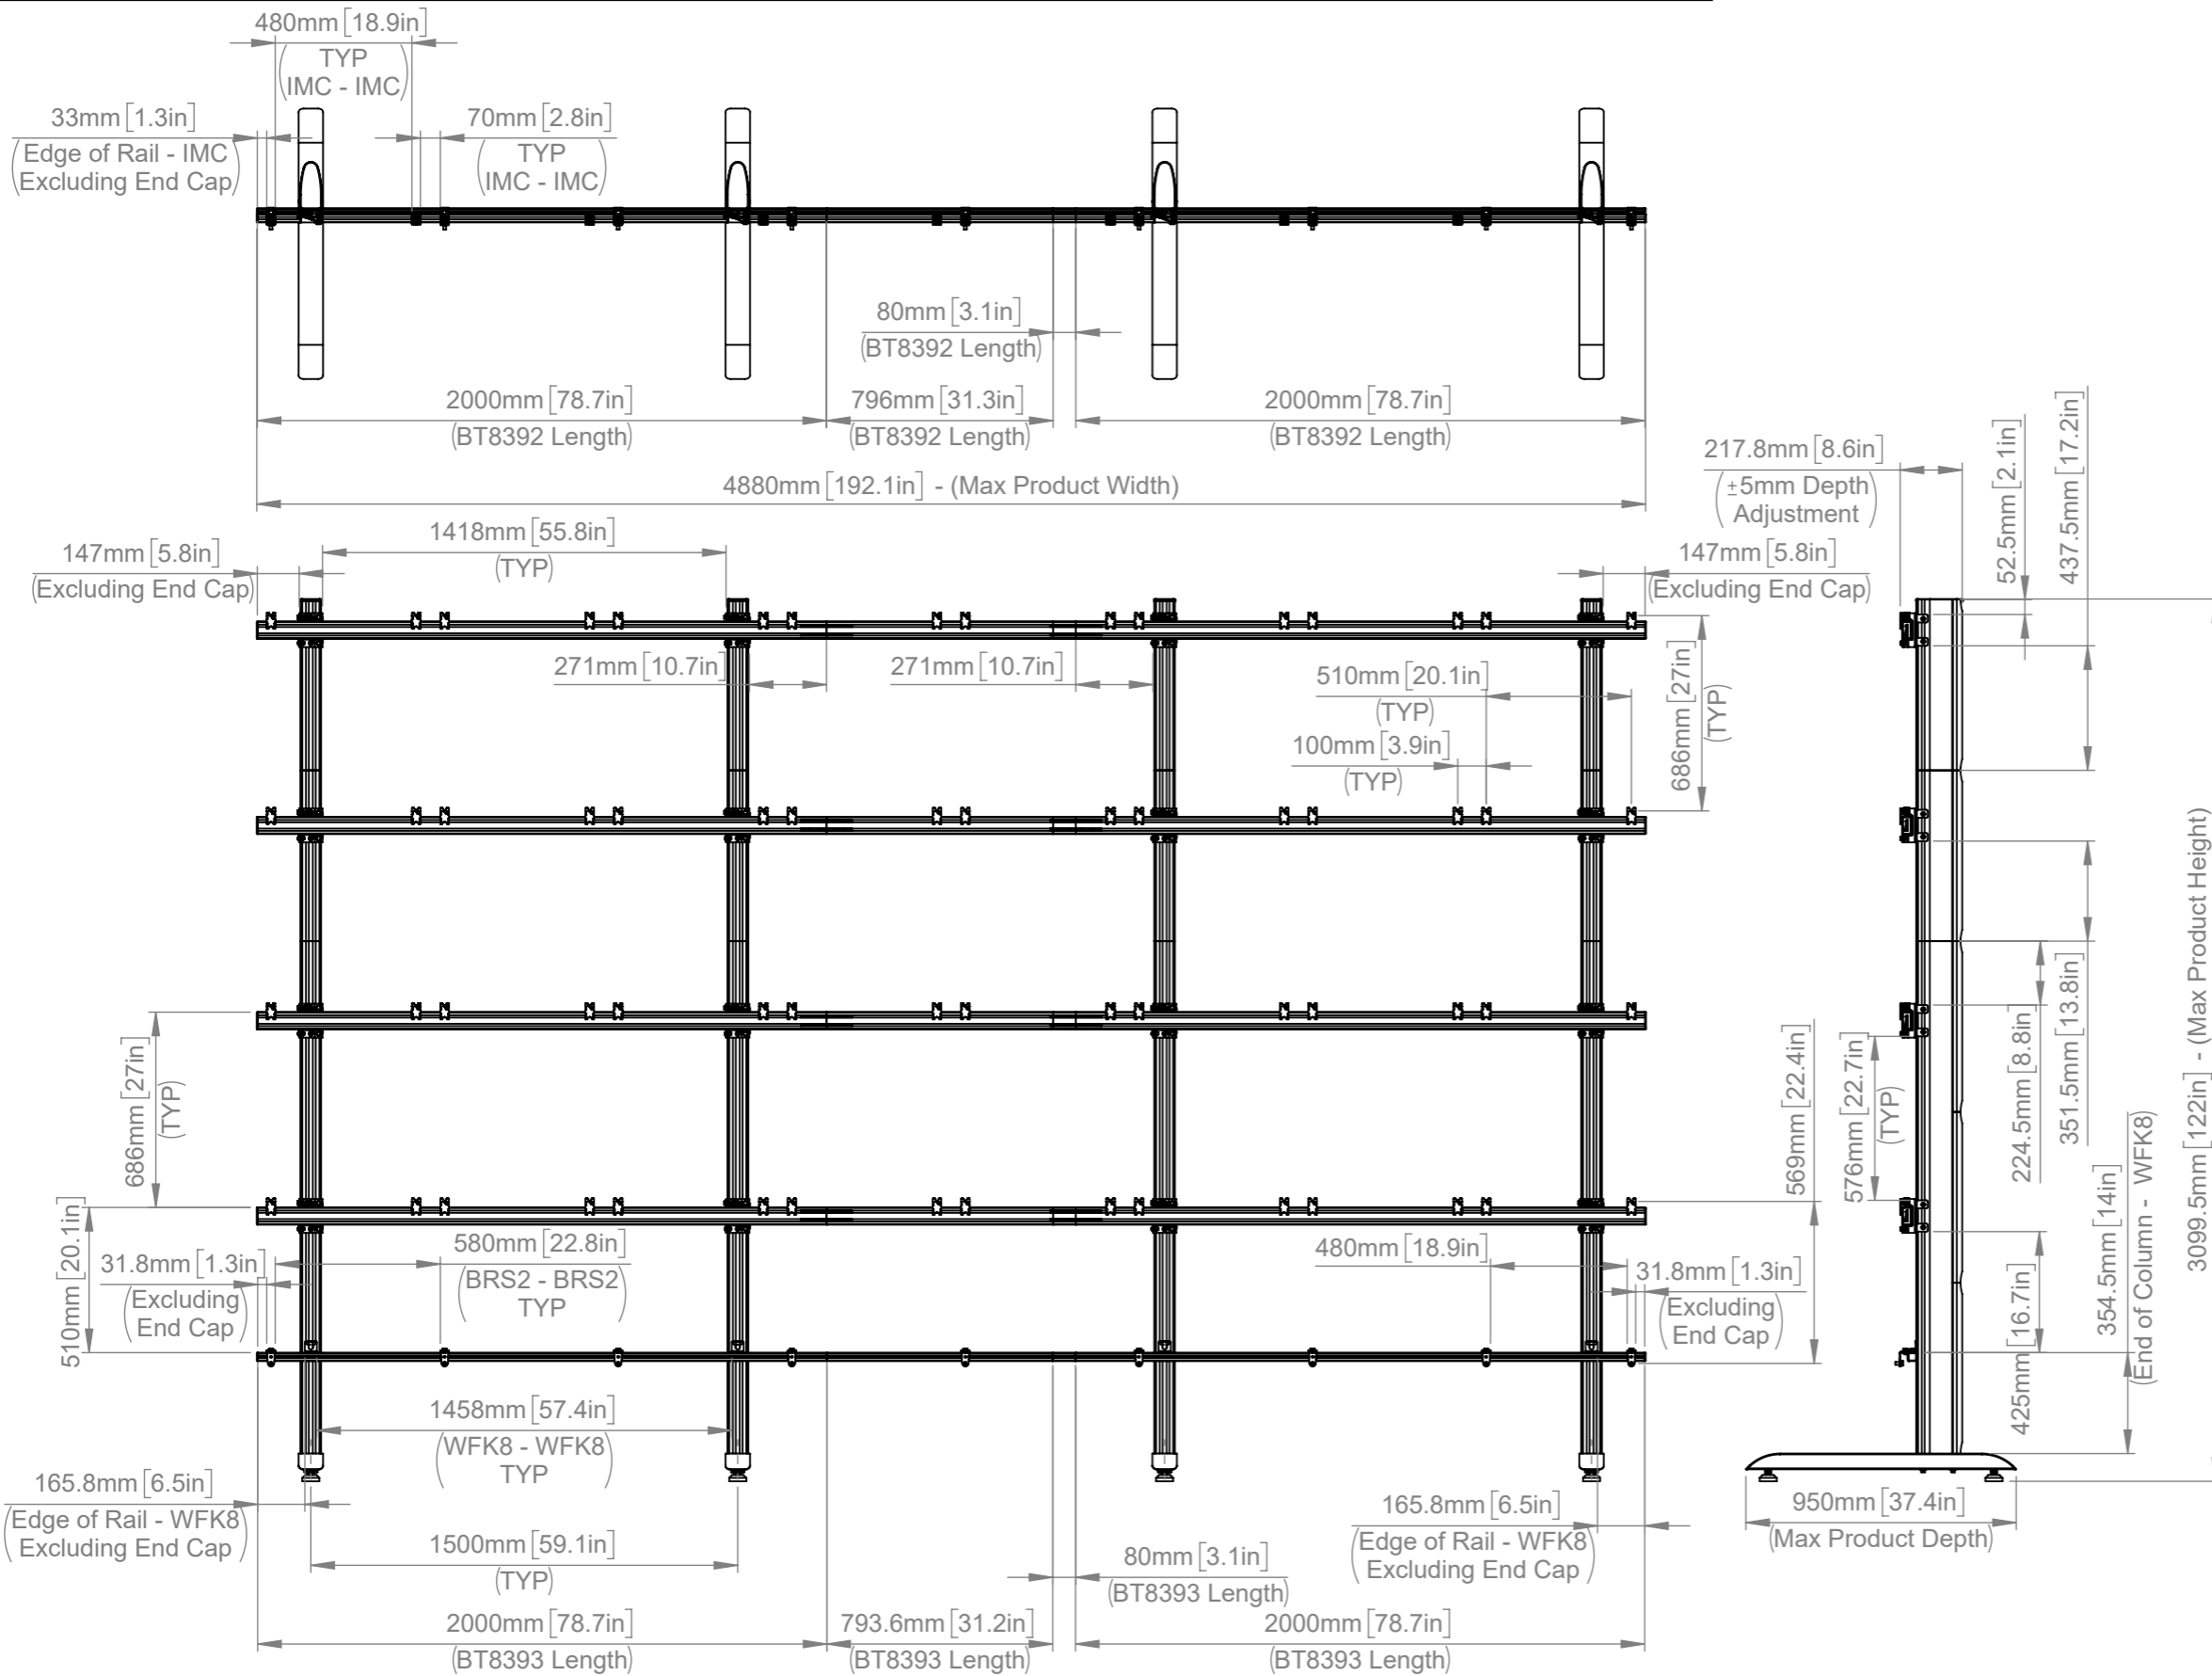 480mm [18.9in]
TYP
IMC - IMC
33mm [1.3in]
(Edge of Rail - IMC
Excluding End Cap)
70mm [2.8in]
TYP
IMC - IMC
80mm [3.1in]
(BT8392 Length)
2000mm [78.7in]
(BT8392 Length)
796mm [31.3in]
(BT8392 Length)
2000mm [78.7in]
(BT8392 Length)
4880mm [192.1in] - (Max Product Width)
217.8mm [8.6in]
(±5mm Depth
Adjustment)
52.5mm [2.1in]
437.5mm [17.2in]
147mm [5.8in]
(Excluding End Cap)
1418mm [55.8in]
(TYP)
147mm [5.8in]
(Excluding End Cap)
271mm [10.7in]
271mm [10.7in]
510mm [20.1in]
(TYP)
100mm [3.9in]
(TYP)
686mm [27in]
(TYP)
686mm [27in]
(TYP)
510mm [20.1in]
31.8mm [1.3in]
(Excluding
End Cap)
580mm [22.8in]
(BRS2 - BRS2
TYP)
480mm [18.9in]
31.8mm [1.3in]
(Excluding
End Cap)
569mm [22.4in]
576mm [22.7in]
(TYP)
224.5mm [8.8in]
351.5mm [13.8in]
425mm [16.7in]
354.5mm [14in]
(End of Column - WFK8)
3099.5mm [122in] - (Max Product Height)
1458mm [57.4in]
(WFK8 - WFK8
TYP)
165.8mm [6.5in]
(Edge of Rail - WFK8
Excluding End Cap)
1500mm [59.1in]
(TYP)
165.8mm [6.5in]
(Edge of Rail - WFK8
Excluding End Cap)
950mm [37.4in]
(Max Product Depth)
80mm [3.1in]
(BT8393 Length)
2000mm [78.7in]
(BT8393 Length)
793.6mm [31.2in]
(BT8393 Length)
2000mm [78.7in]
(BT8393 Length)